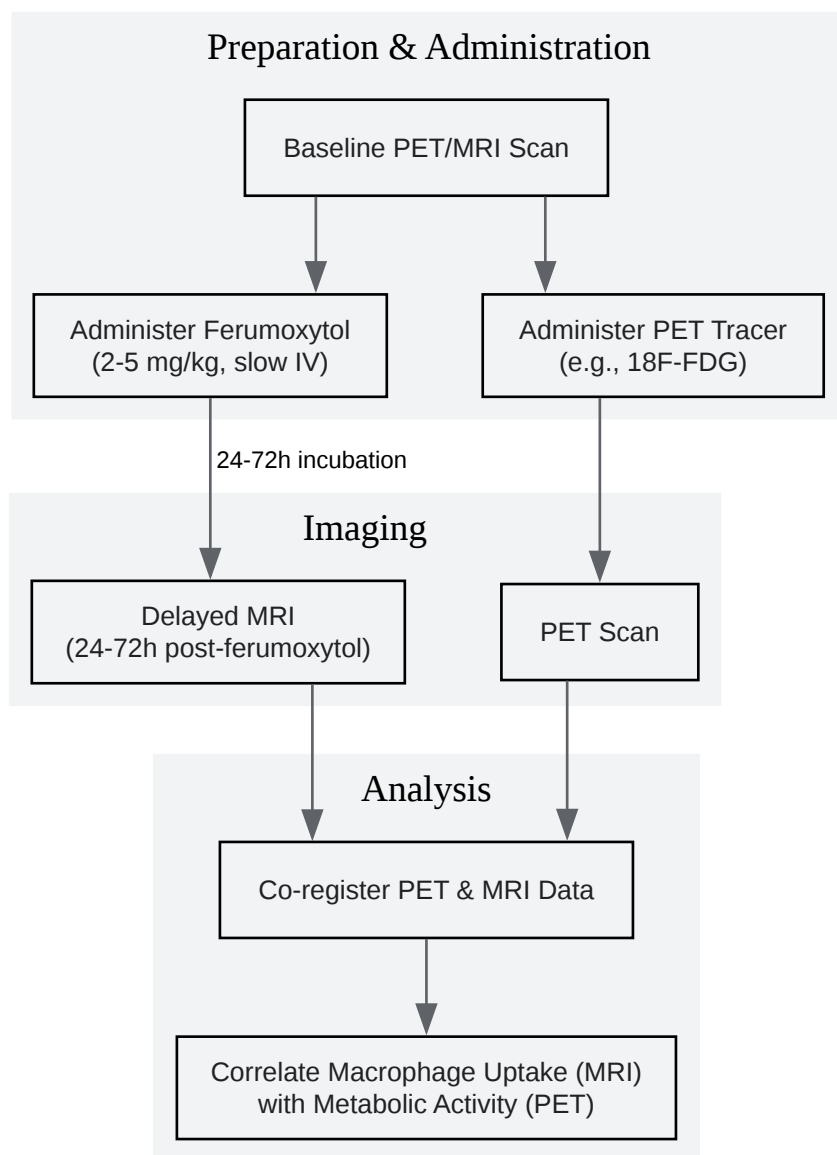 Preparation & Administration
Baseline PET/MRI Scan
Administer Ferumoxytol
(2-5 mg/kg, slow IV)
Administer PET Tracer
(e.g., 18F-FDG)
24-72h incubation
Imaging
Delayed MRI
(24-72h post-ferumoxytol)
PET Scan
Analysis
Co-register PET & MRI Data
Correlate Macrophage Uptake (MRI)
with Metabolic Activity (PET)